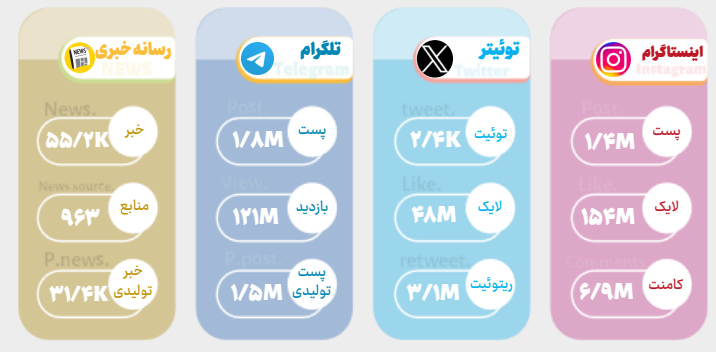 اینستاگرام
Instagram
Post.
پست
۱/۴M
Like.
لایک
۱۵۴M
Comments.
کامنت
۶/۹M
توئیتر
Twitter
tweet.
توئیت
۲/۴K
Like.
لایک
۴۸M
retweet.
ریتوئیت
۳/۱M
تلگرام
Telegram
Post.
پست
۱/۸M
View.
بازدید
۱۲۱M
P.post.
پست
تولیدی
۱/۵M
رسانه خبری
NEWS
NEWS
News.
خبر
۵۵/۲K
News source.
منابع
۹۶۳
P.news.
خبر
تولیدی
۳۱/۴K